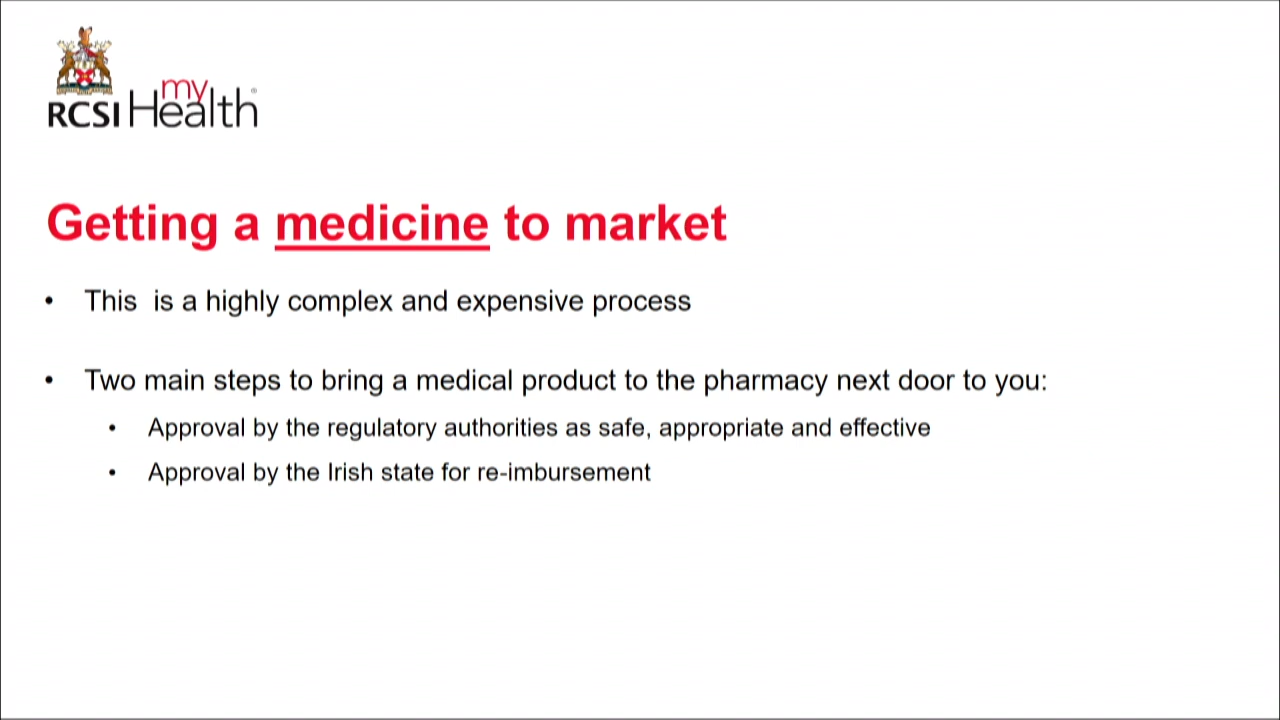 my
RCSI Health®
Getting a medicine to market
• This  is a highly complex and expensive process
• Two main steps to bring a medical product to the pharmacy next door to you:
• Approval by the regulatory authorities as safe, appropriate and effective
• Approval by the Irish state for re-imbursement